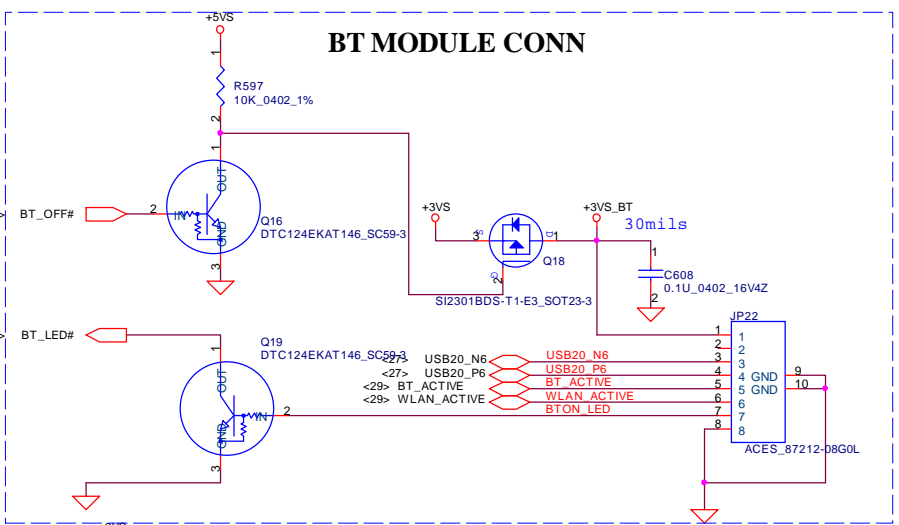 +5VS
BT MODULE CONN
1
R597
10K_0402_1%
2
1
OUT
BT_OFF#
2
IN
Q16
DTC124EKAT146_SC59-3
GND
3
+3VS
3
S
D
1
Q18
G
2
SI2301BDS-T1-E3_SOT23-3
+3VS_BT
30mils
1
C608
0.1U_0402_16V4Z
2
BT_LED#
1
Q19
DTC124EKAT146_SC59-3
OUT
IN
2
GND
3
JP22
1 1
2 2
<27> USB20_N6 USB20_N6 3 3
<27> USB20_P6 USB20_P6 4 4 GND 9
<29> BT_ACTIVE BT_ACTIVE 5 5 GND 10
<29> WLAN_ACTIVE WLAN_ACTIVE 6 6
BTON_LED 7 7
8 8
ACES_87212-08G0L